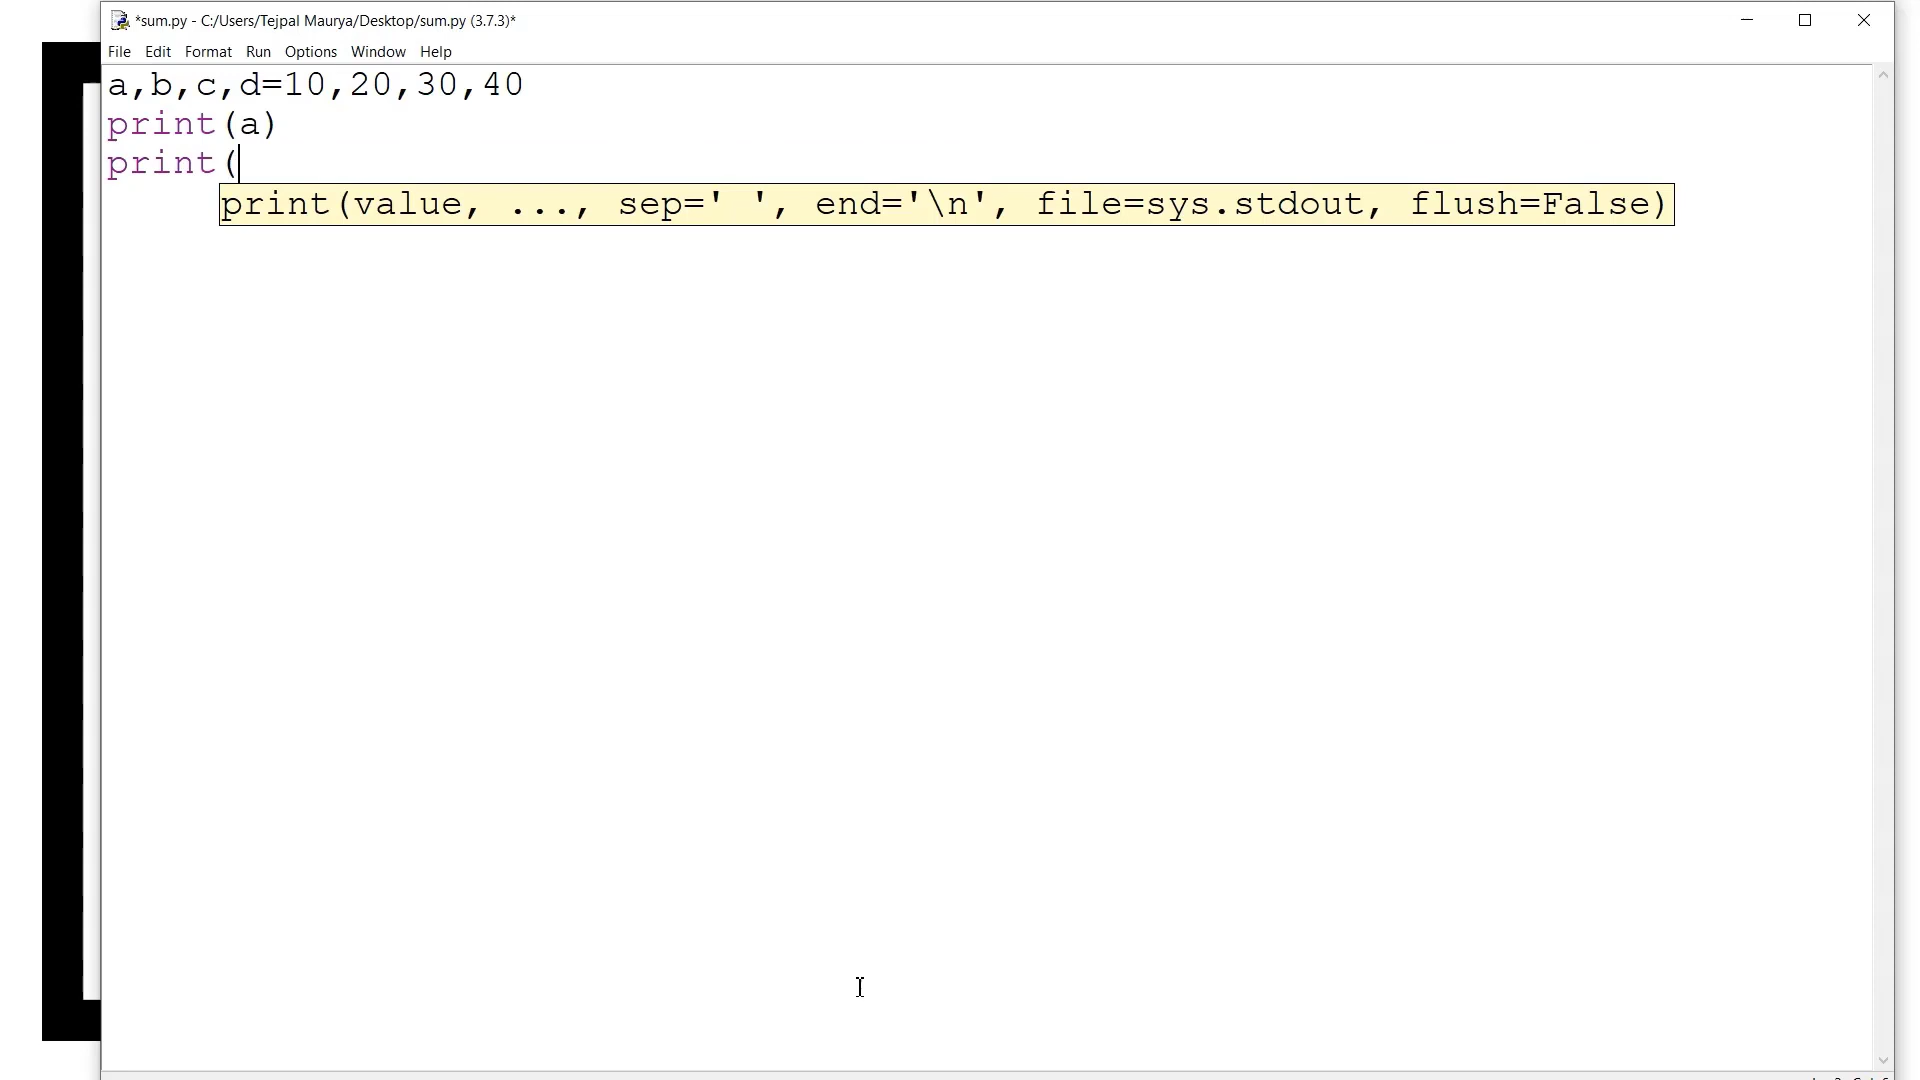 *sum.py - C:/Users/Tejpal Maurya/Desktop/sum.py (3.7.3)*
File Edit Format Run Options Window Help
a,b,c,d=10,20,30,40
print(a)
print(
print(value, ..., sep=' ', end='\n', file=sys.stdout, flush=False)